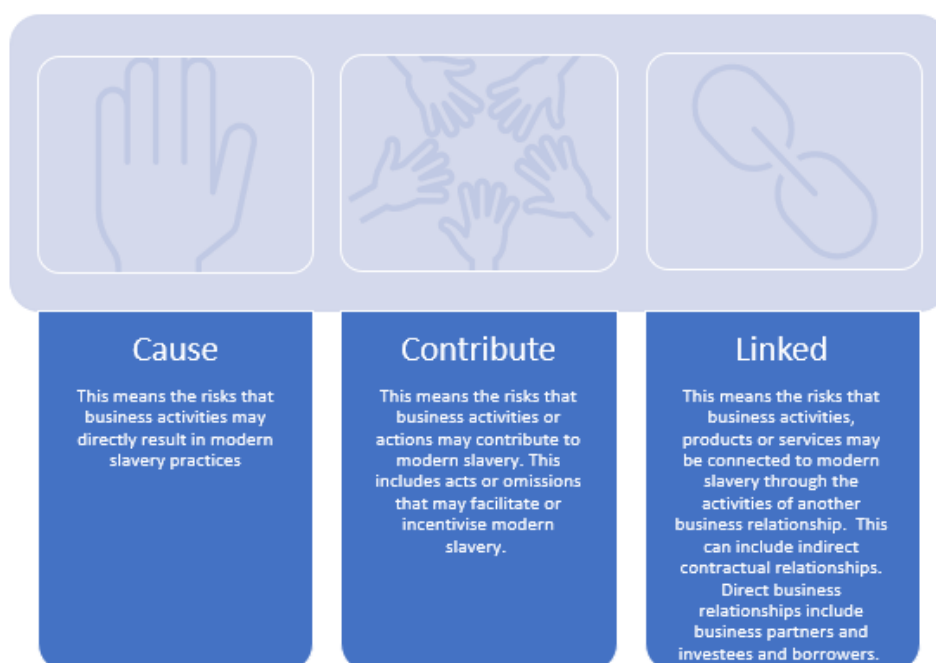 Cause
This means the risks that
business activities may
directly result in modern
slavery practices
Contribute
This means the risks that
business activities or
actions may contribute to
modern slavery. This
includes acts or omissions
that may facilitate or
incentivise modern
slavery.
Linked
This means the risks that
business activities,
products or services may
be connected to modern
slavery through the
activities of another
business relationship.  This
can include indirect
contractual relationships.
Direct business
relationships include
business partners and
investees and borrowers.